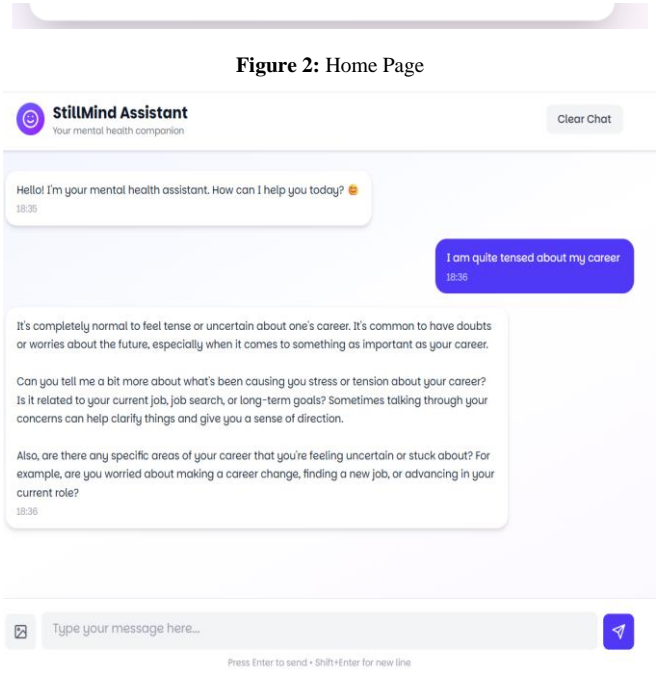 Figure 2: Home Page
StillMind Assistant
Your mental health companion
Clear Chat
Hello! I'm your mental health assistant. How can I help you today? 😊
18:35
I am quite tensed about my career
18:36
It's completely normal to feel tense or uncertain about one's career. It's common to have doubts
or worries about the future, especially when it comes to something as important as your career.
Can you tell me a bit more about what's been causing you stress or tension about your career?
Is it related to your current job, job search, or long-term goals? Sometimes talking through your
concerns can help clarify things and give you a sense of direction.
Also, are there any specific areas of your career that you're feeling uncertain or stuck about? For
example, are you worried about making a career change, finding a new job, or advancing in your
current role?
18:36
Type your message here...
Press Enter to send • Shift+Enter for new line